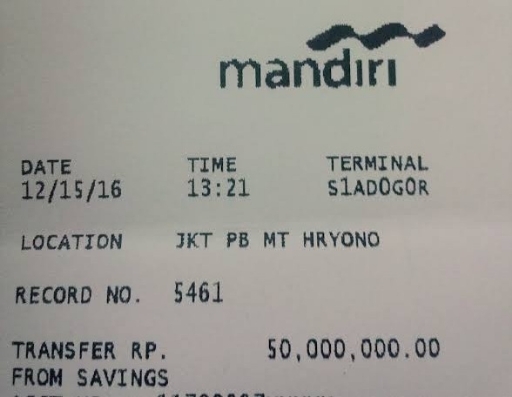 mandiri
DATE TIME TERMINAL
12/15/16 13:21 S1AD0G0R
LOCATION JKT PB MT HRYONO
RECORD NO. 5461
TRANSFER RP. 50,000,000.00
FROM SAVINGS